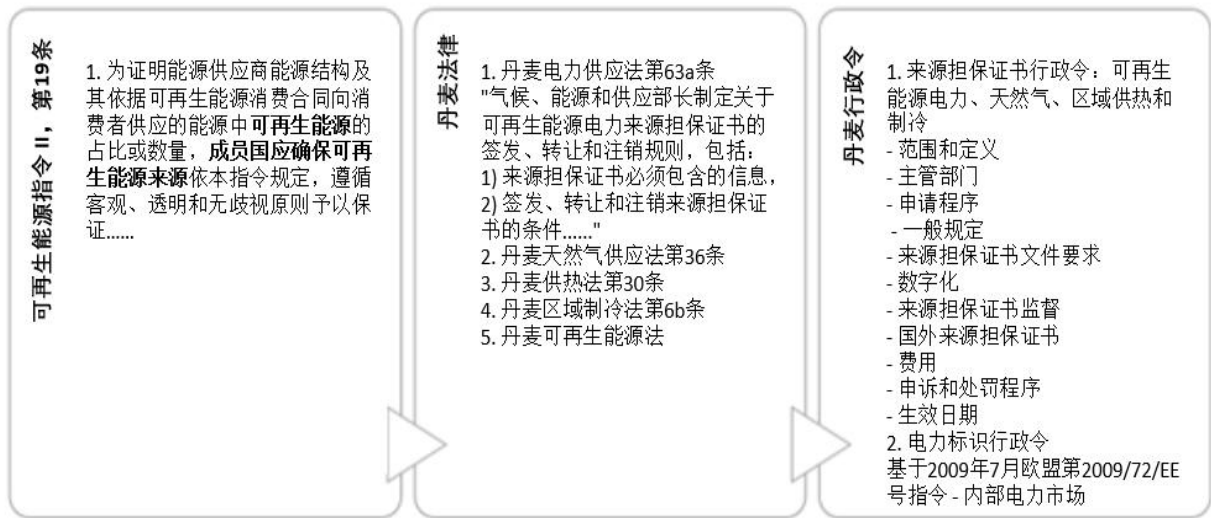 可再生能源指令 II，第19条
1. 为证明能源供应商能源结构及
其依据可再生能源消费合同向消
费者供应的能源中可再生能源的
占比或数量，成员国应确保可再
生能源来源依本指令规定，遵循
客观、透明和无歧视原则予以保
证......
丹麦法律
1. 丹麦电力供应法第63a条
"气候、能源和供应部长制定关于
可再生能源电力来源担保证书的
签发、转让和注销规则，包括：
1) 来源担保证书必须包含的信息，
2) 签发、转让和注销来源担保证
书的条件......"
2. 丹麦天然气供应法第36条
3. 丹麦供热法第30条
4. 丹麦区域制冷法第6b条
5. 丹麦可再生能源法
丹麦行政令
1. 来源担保证书行政令：可再生
能源电力、天然气、区域供热和
制冷
- 范围和定义
- 主管部门
- 申请程序
- 一般规定
- 来源担保证书文件要求
- 数字化
- 来源担保证书监督
- 国外来源担保证书
- 费用
- 申诉和处罚程序
- 生效日期
2. 电力标识行政令
基于2009年7月欧盟第2009/72/EE
号指令 - 内部电力市场